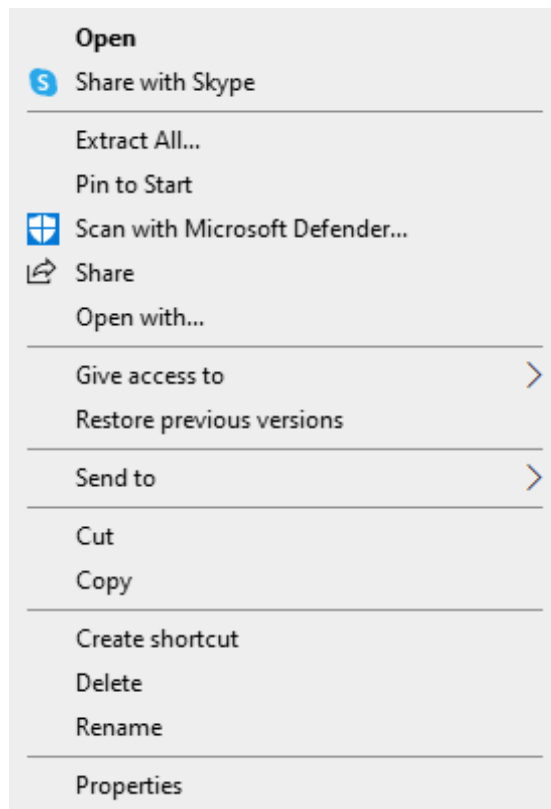 Open
Share with Skype
Extract All...
Pin to Start
Scan with Microsoft Defender...
Share
Open with...
Give access to
Restore previous versions
Send to
Cut
Copy
Create shortcut
Delete
Rename
Properties